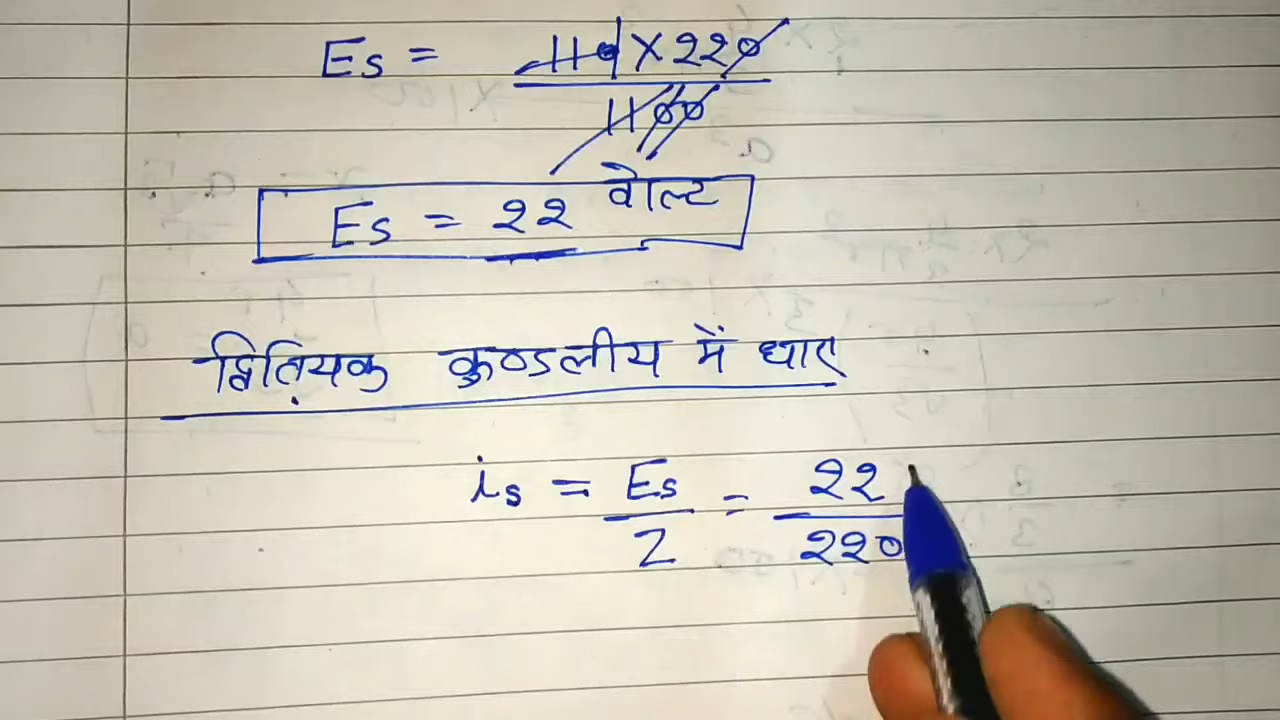 Es = 110 X 220
1100
Es = 22 वोल्ट
द्वितियक कुण्डलीय में धारा
is = Es = 22
Z 220